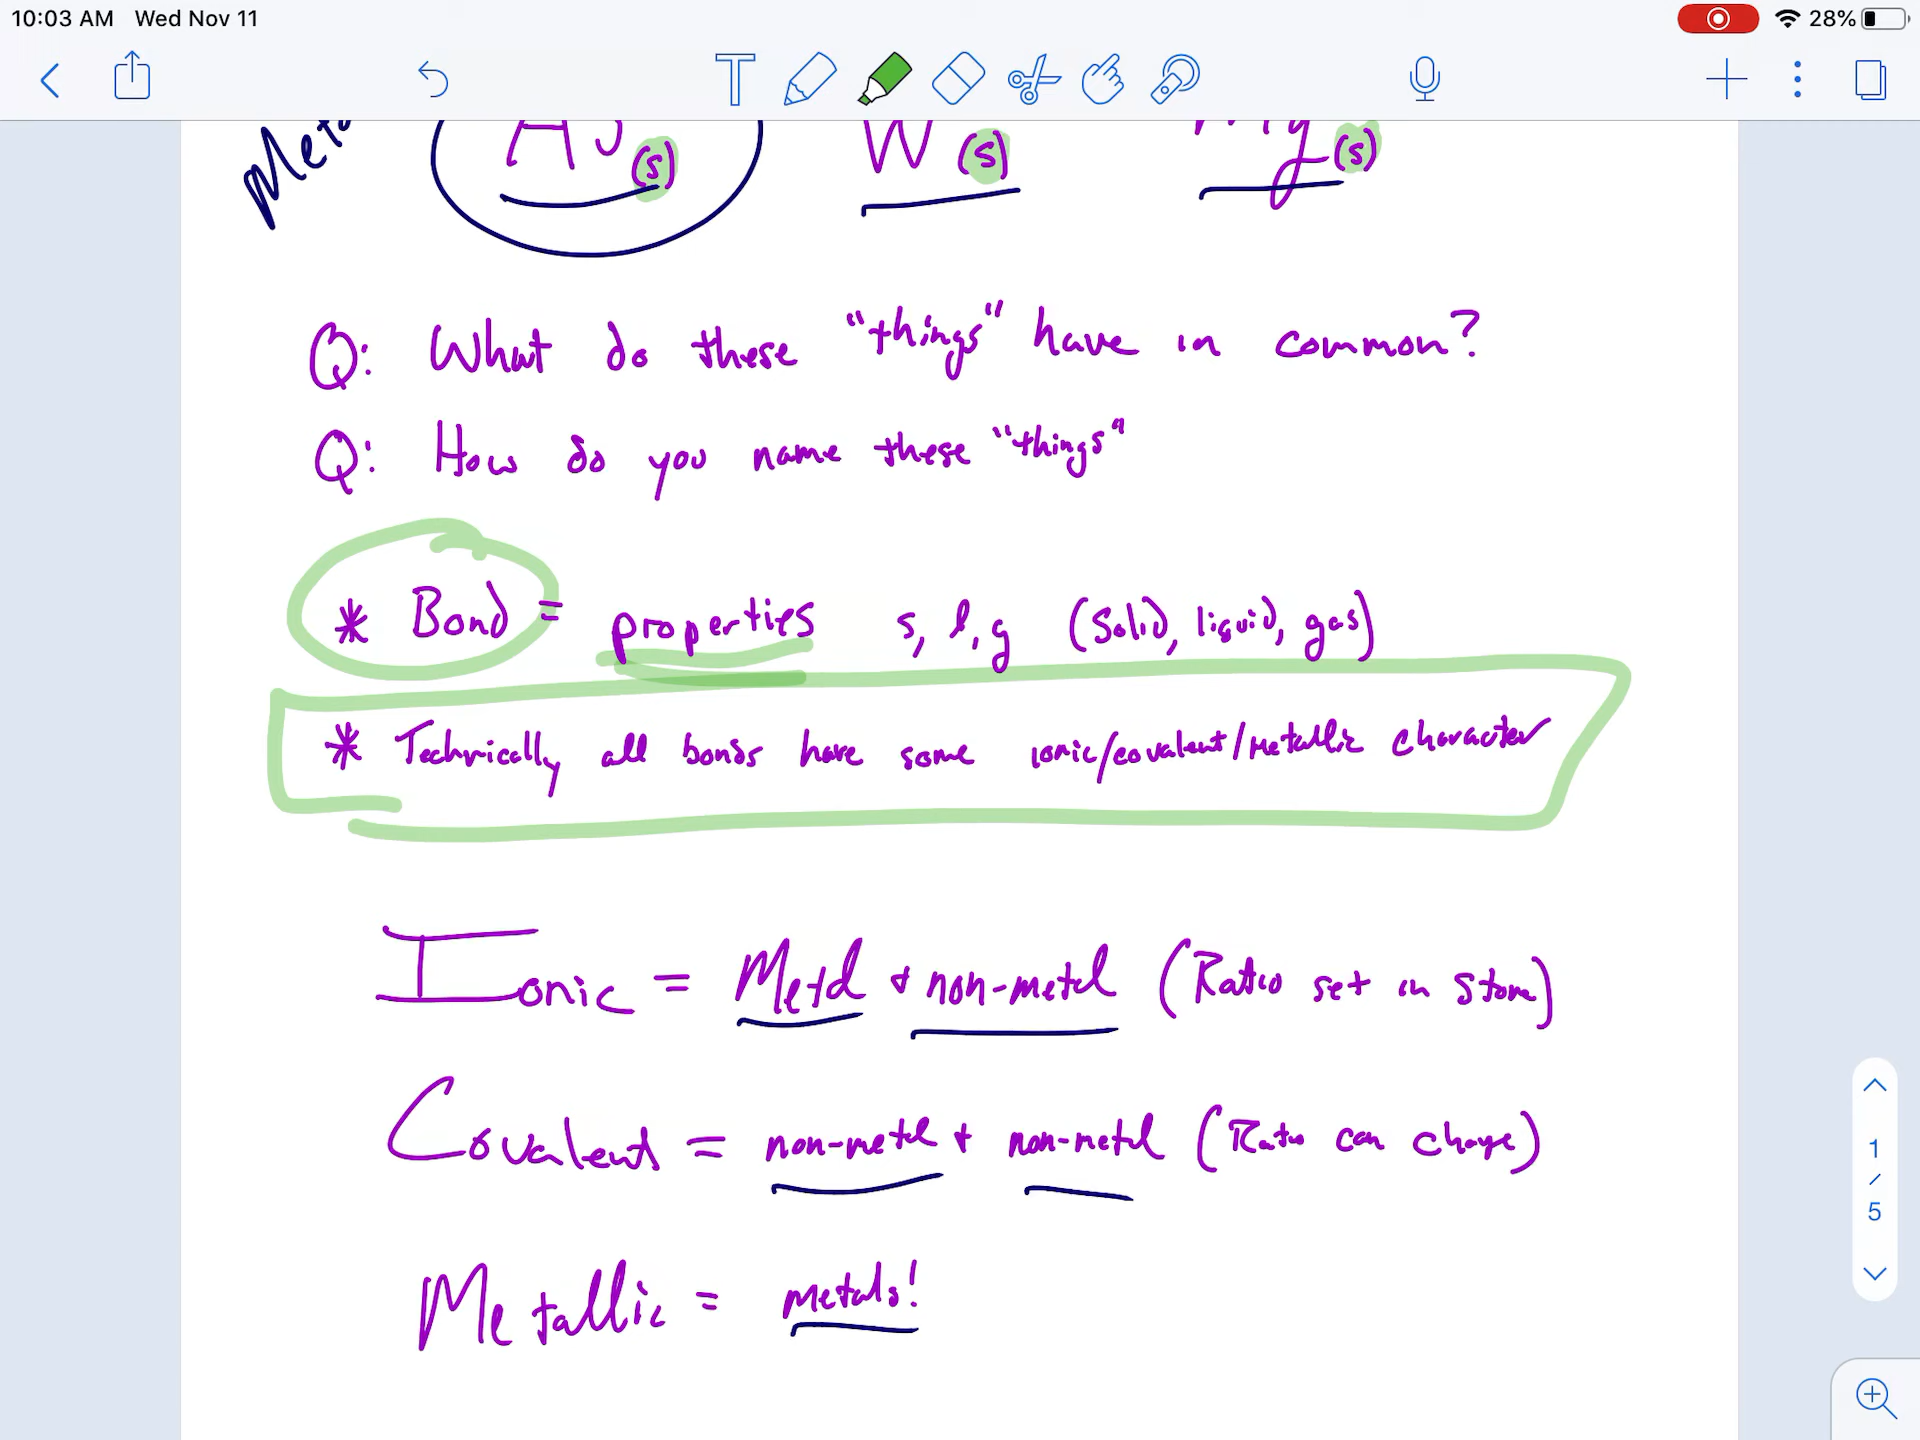 10:03 AM Wed Nov 11
28%
Ag(s) W(s) Mg(s)
Q: What do these "things" have in common?
Q: How do you name these "things"
* Bond = properties s, l, g (Solid, liquid, gas)
* Technically all bonds have some ionic/covalent/metallic character
Ionic = Metal + non-metal (Ratio set in stone)
Covalent = non-metal + non-metal (Ratio can change)
Metallic = metals!
1
/
5